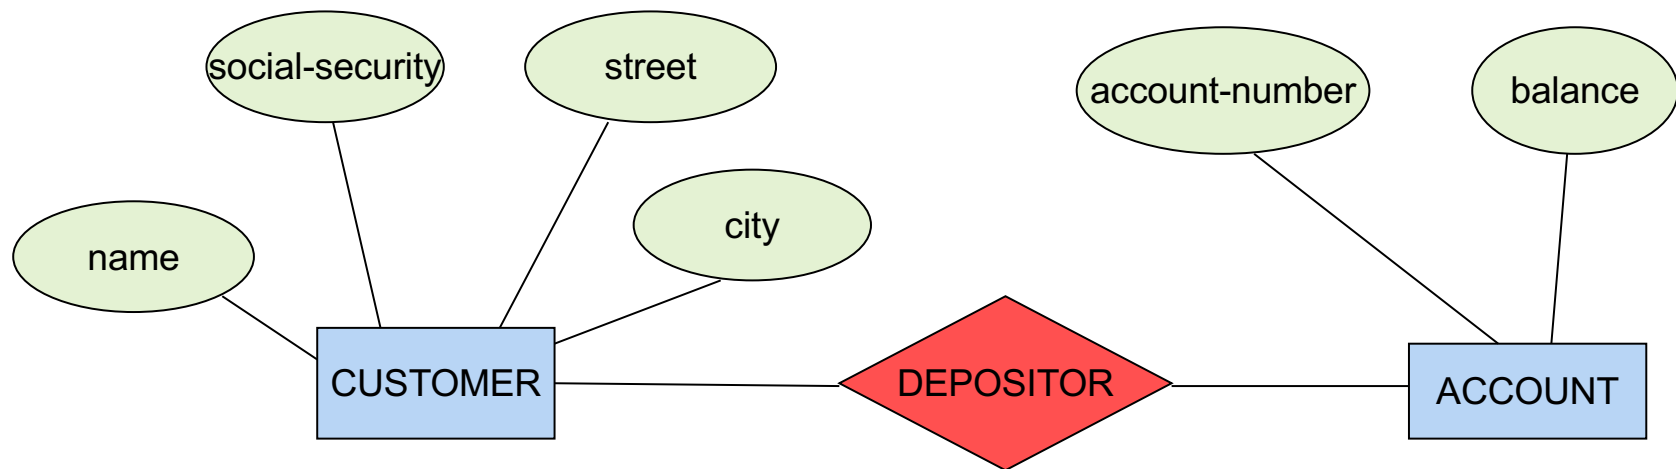 social-security
street
account-number
balance
city
name
CUSTOMER
DEPOSITOR
ACCOUNT